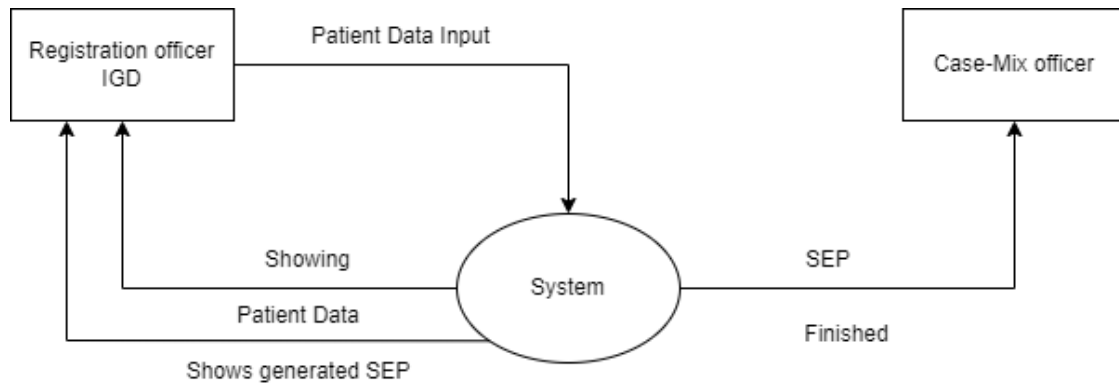 Registration officer
IGD
Patient Data Input
Case-Mix officer
Showing
Patient Data
Shows generated SEP
System
SEP
Finished